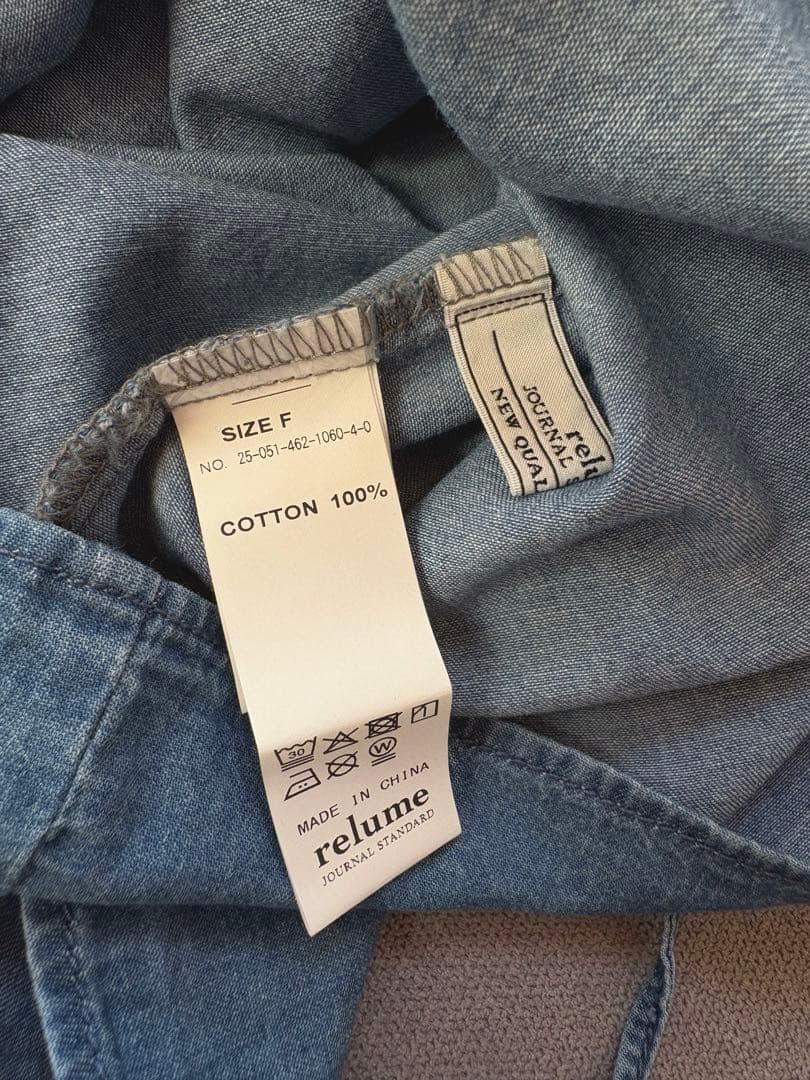 SIZE F
NO. 25-051-462-1060-4-0
COTTON 100%
30
W
MADE IN CHINA
relume
JOURNAL STANDARD
JOURNAL S
NEW QUAL